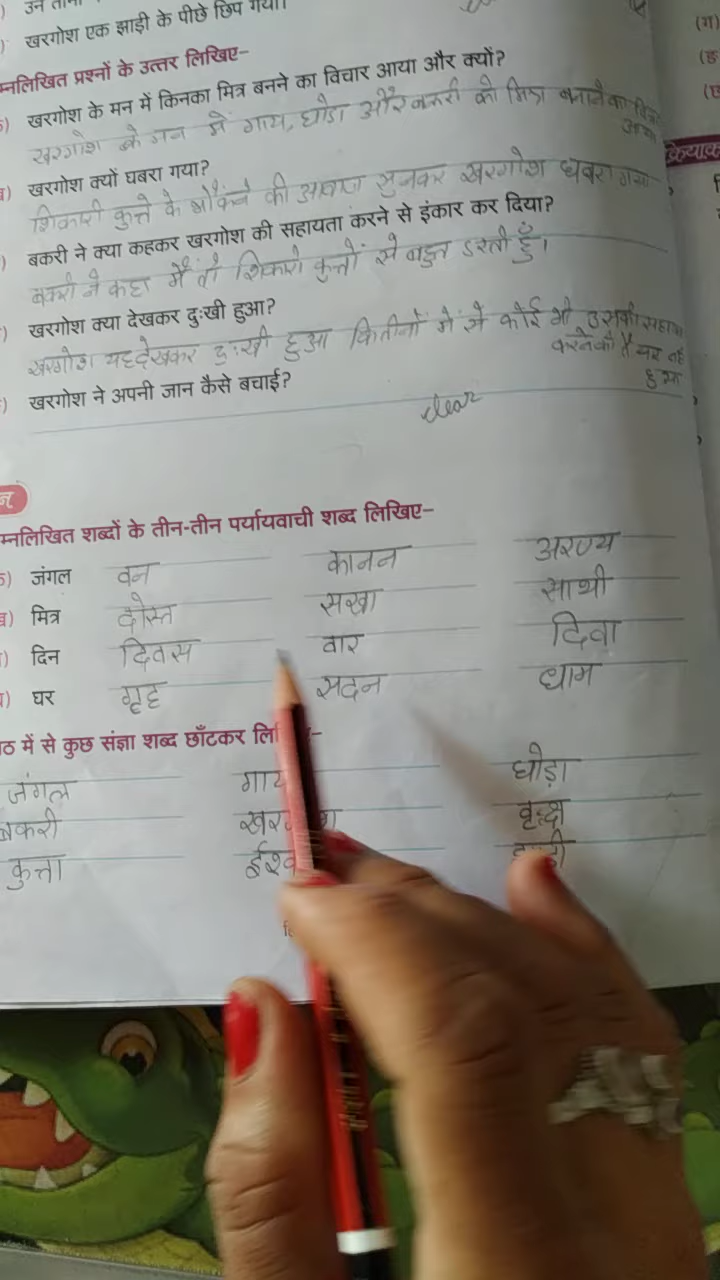 खरगोश एक झाड़ी के पीछे छिप गया।
म्नलिखित प्रश्नों के उत्तर लिखिए–
खरगोश के मन में किनका मित्र बनने का विचार आया और क्यों?
खरगोश के मन में गाय, घोडा और बकरी को मित्र बनाने का
आया
खरगोश क्यों घबरा गया?
शिकारी कुत्ते के भौंकने की आवाज सुनकर खरगोश घबरा गया
बकरी ने क्या कहकर खरगोश की सहायता करने से इंकार कर दिया?
बकरी ने कहा मैं तो शिकारी कुत्तों से बहुत डरती हूँ।
खरगोश क्या देखकर दुःखी हुआ?
खरगोश यह देखकर दुःखी हुआ कि तीनों में से कोई भी उसकी सहाय
करने को तैयार नही
हुआ
खरगोश ने अपनी जान कैसे बचाई?
clear
म्नलिखित शब्दों के तीन-तीन पर्यायवाची शब्द लिखिए–
जंगल वन कानन अरण्य
मित्र दोस्त सखा साथी
दिन दिवस वार दिवा
घर गृह सदन धाम
ठ में से कुछ संज्ञा शब्द छाँटकर लि
जंगल गाय घोड़ा
बकरी खर वृक्ष
कुत्ता ईश्व
(ग)
(ङ
क्रियाक